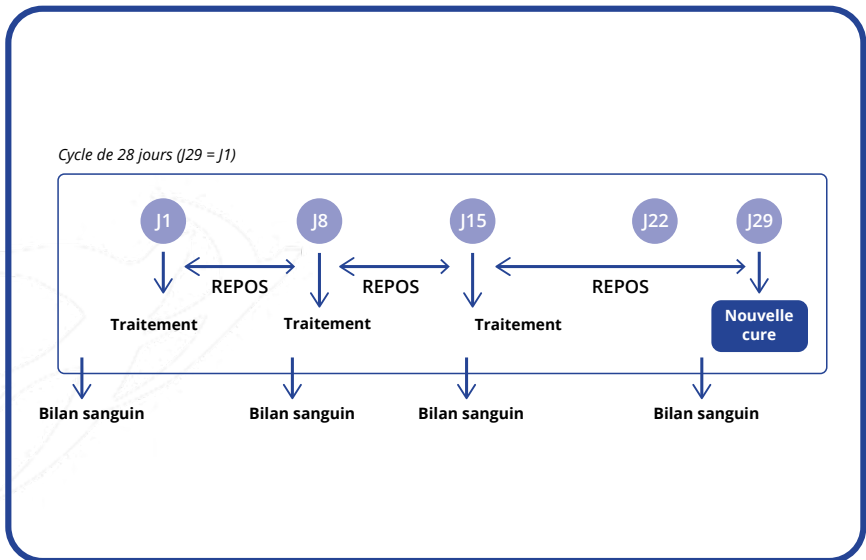 Cycle de 28 jours (J29 = J1)
J1
J8
J15
J22
J29
REPOS
REPOS
REPOS
Traitement
Traitement
Traitement
Nouvelle
cure
Bilan sanguin
Bilan sanguin
Bilan sanguin
Bilan sanguin